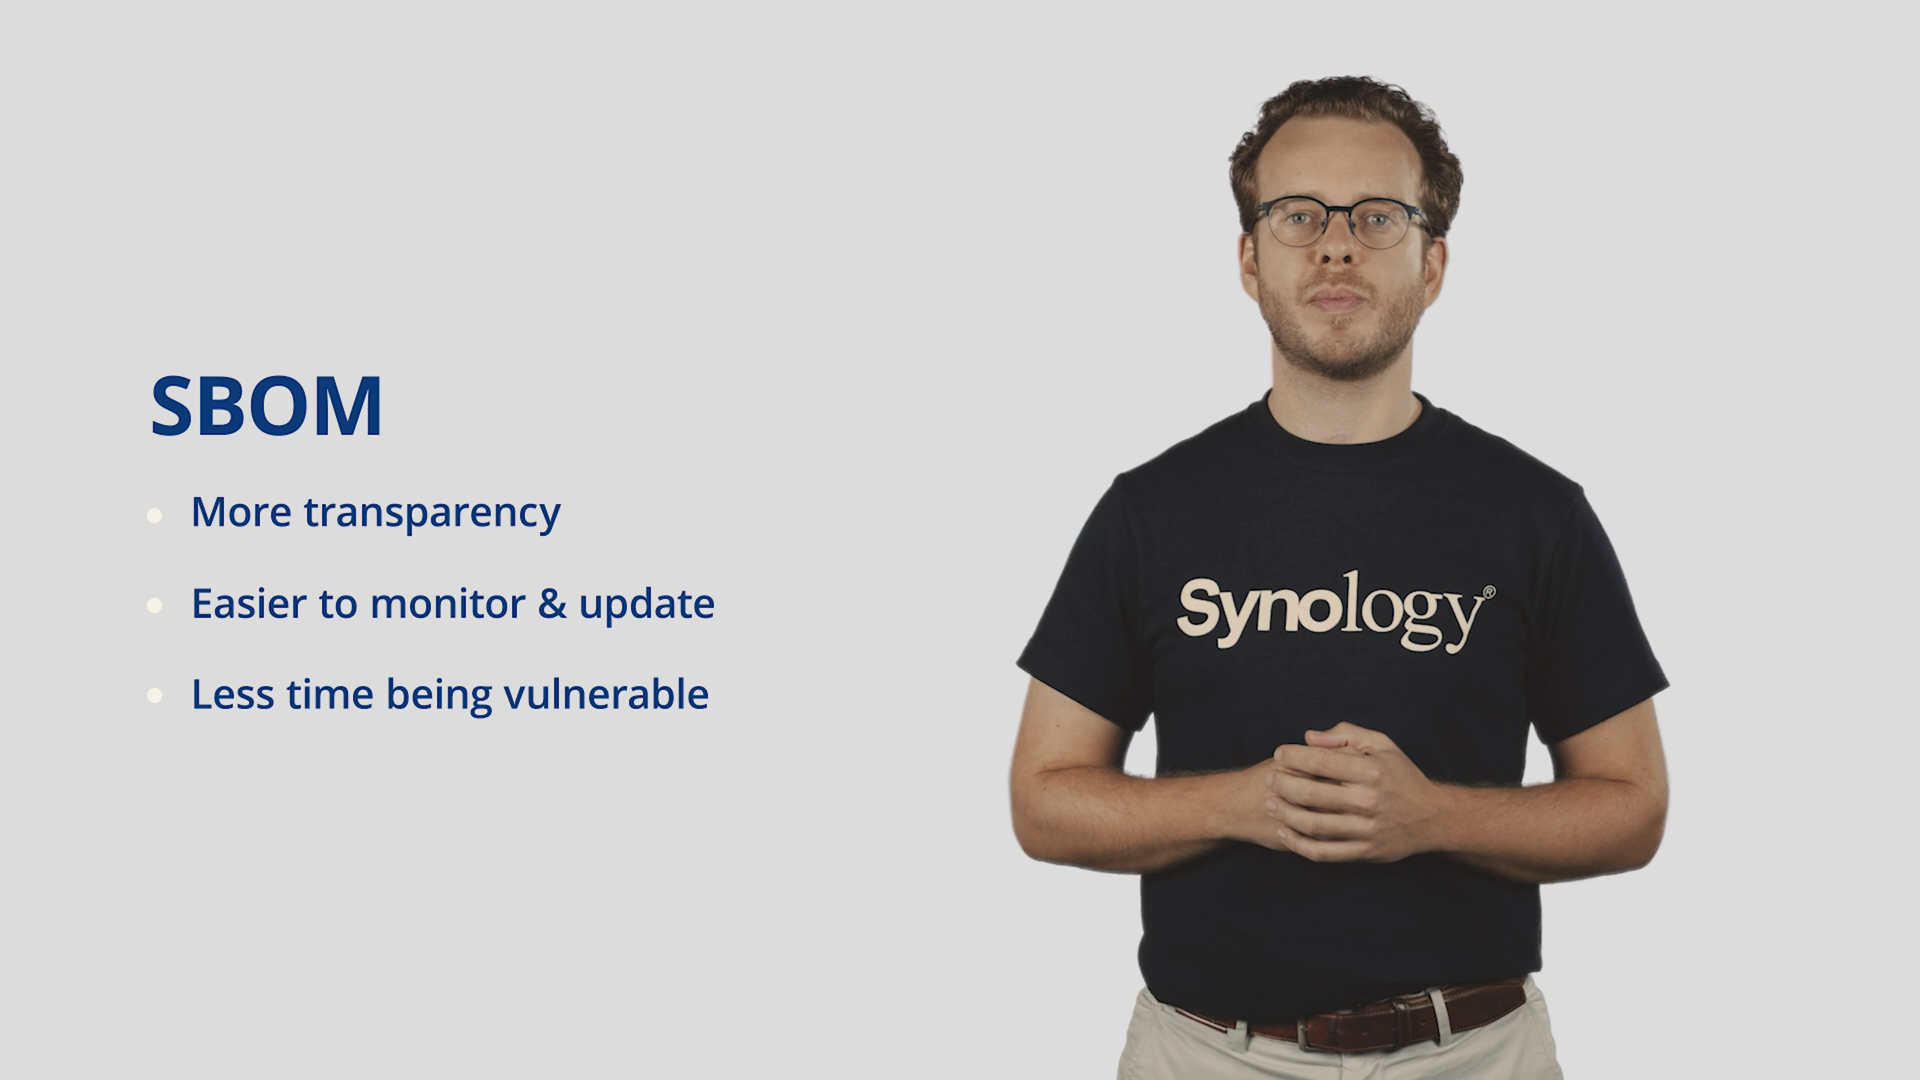 SBOM
More transparency
Easier to monitor & update
Less time being vulnerable
Synology®